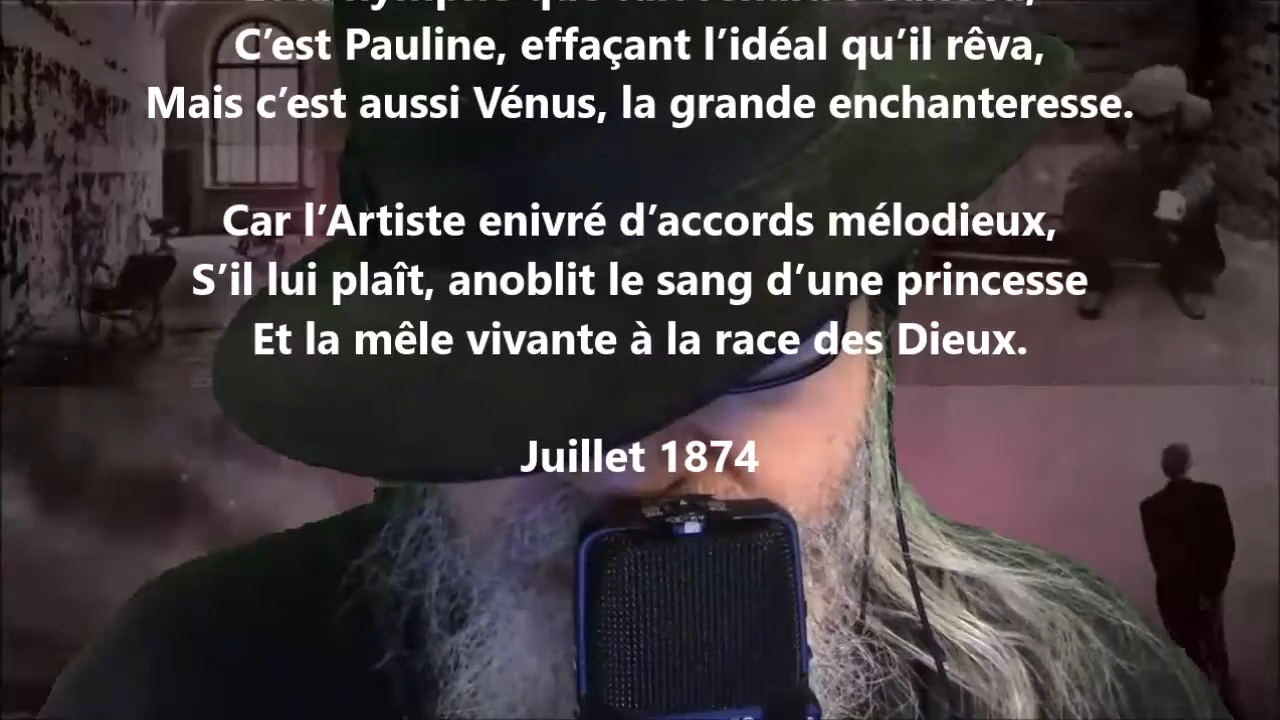 C’est Pauline, effaçant l’idéal qu’il rêva,
Mais c’est aussi Vénus, la grande enchanteresse.
Car l’Artiste enivré d’accords mélodieux,
S’il lui plaît, anoblit le sang d’une princesse
Et la mêle vivante à la race des Dieux.
Juillet 1874